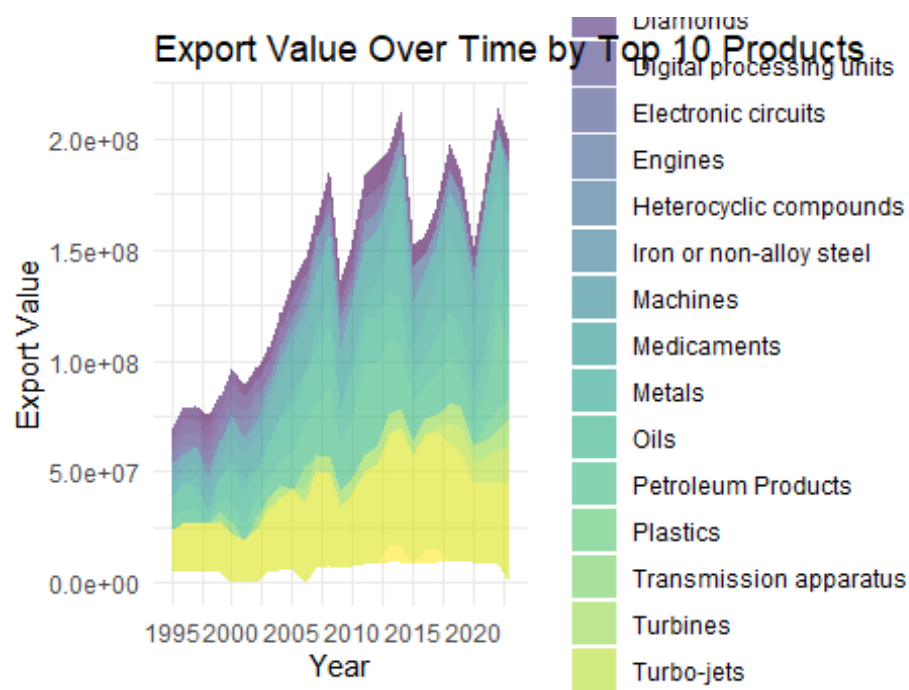 Diamonds
Export Value Over Time by Top 10 Products
Digital processing units
Electronic circuits
Engines
Heterocyclic compounds
Iron or non-alloy steel
Machines
Medicaments
Metals
Oils
Petroleum Products
Plastics
Transmission apparatus
Turbines
Turbo-jets
2.0e+08
1.5e+08
1.0e+08
5.0e+07
0.0e+00
Export Value
1995 2000 2005 2010 2015 2020
Year